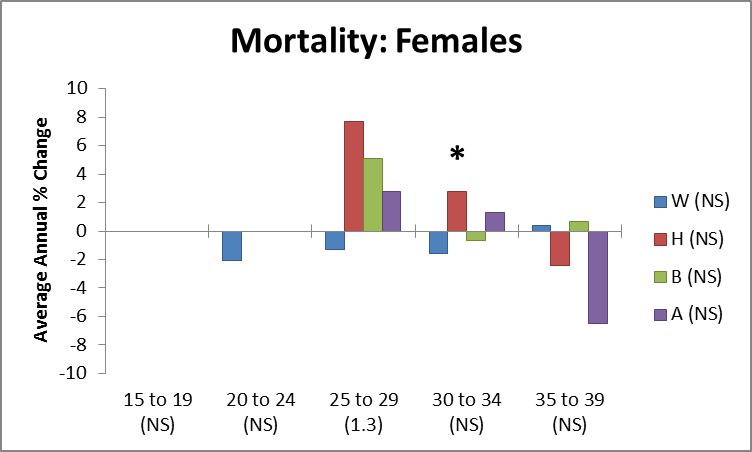 Mortality: Females
Average Annual % Change
10
8
6
4
2
0
-2
-4
-6
-8
-10
*
W (NS)
H (NS)
B (NS)
A (NS)
15 to 19 20 to 24 25 to 29 30 to 34 35 to 39
(NS) (NS) (1.3) (NS) (NS)